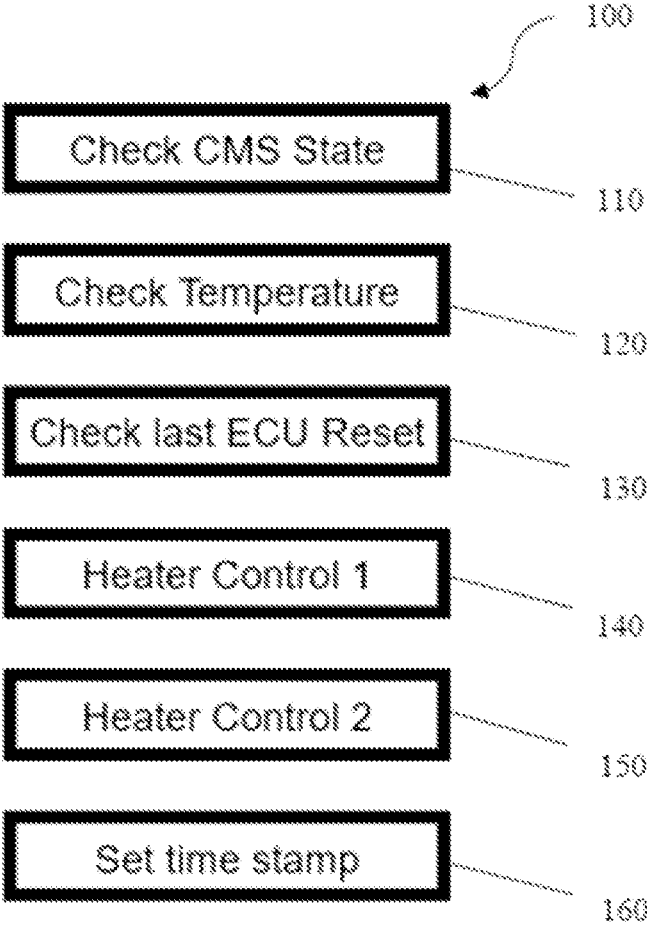 100
Check CMS State
110
Check Temperature
120
Check last ECU Reset
130
Heater Control 1
140
Heater Control 2
150
Set time stamp
160